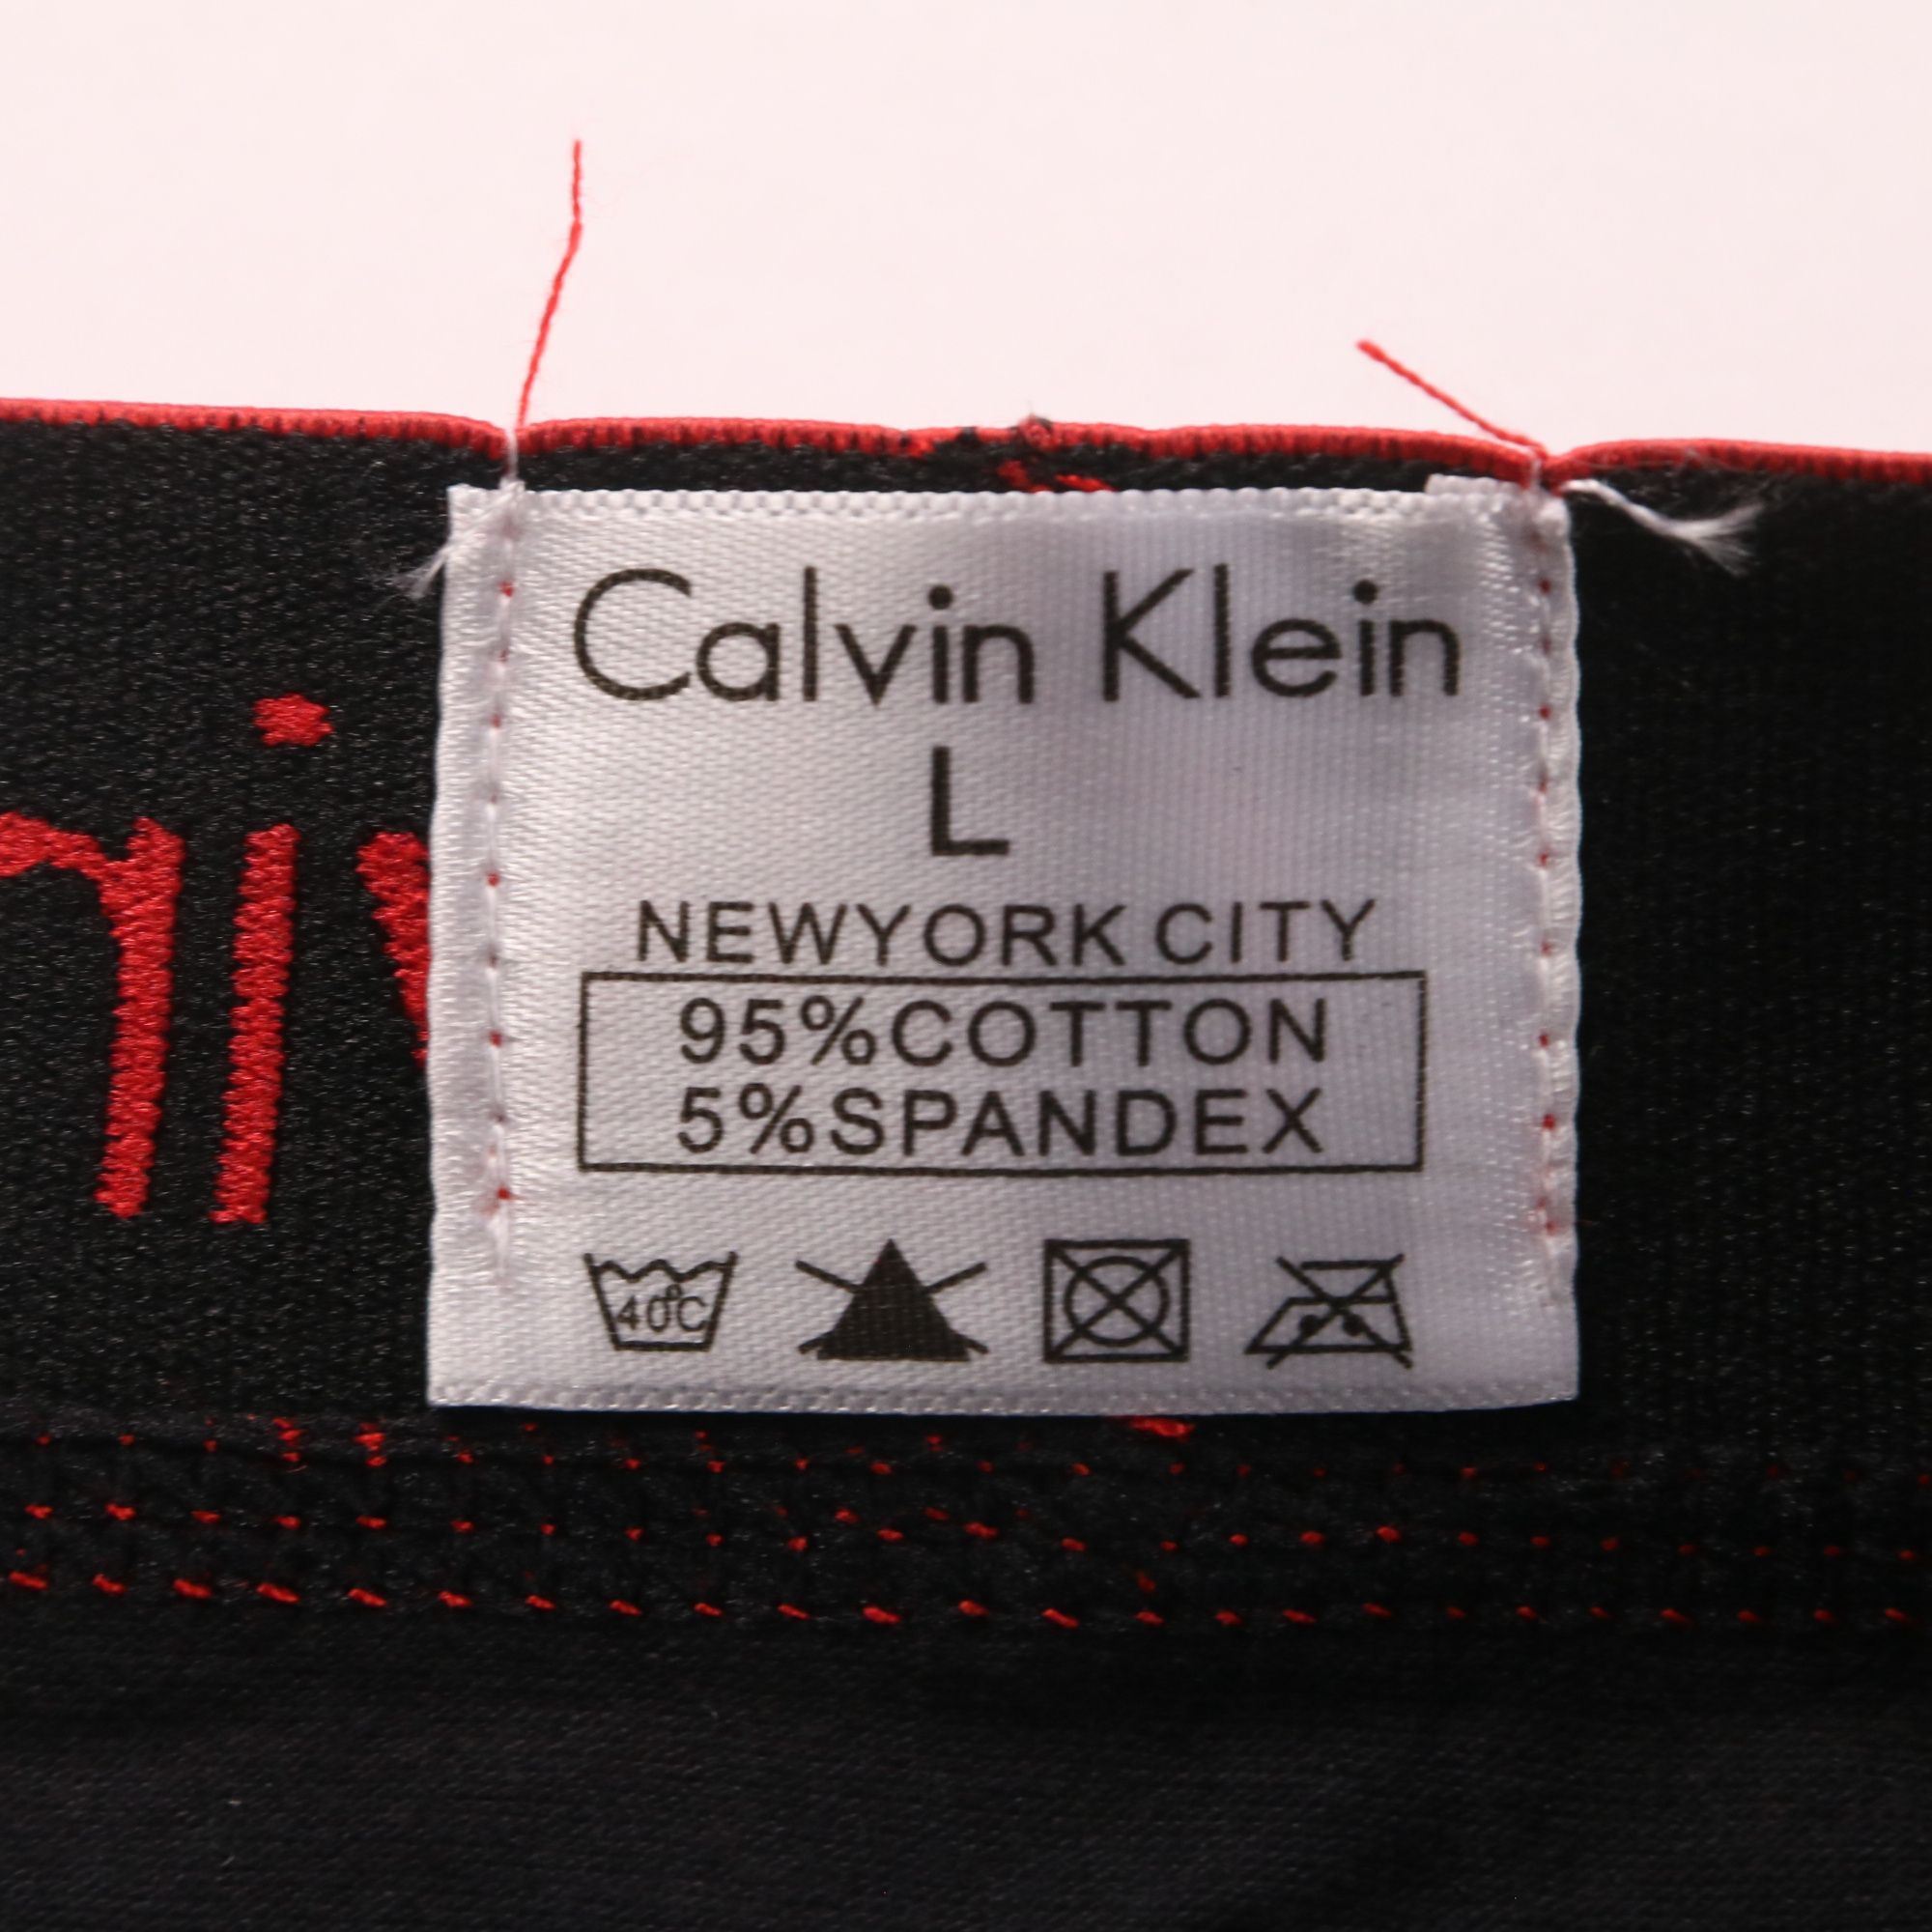 Calvin Klein
L
NEWYORK CITY
95%COTTON
5%SPANDEX
40°C